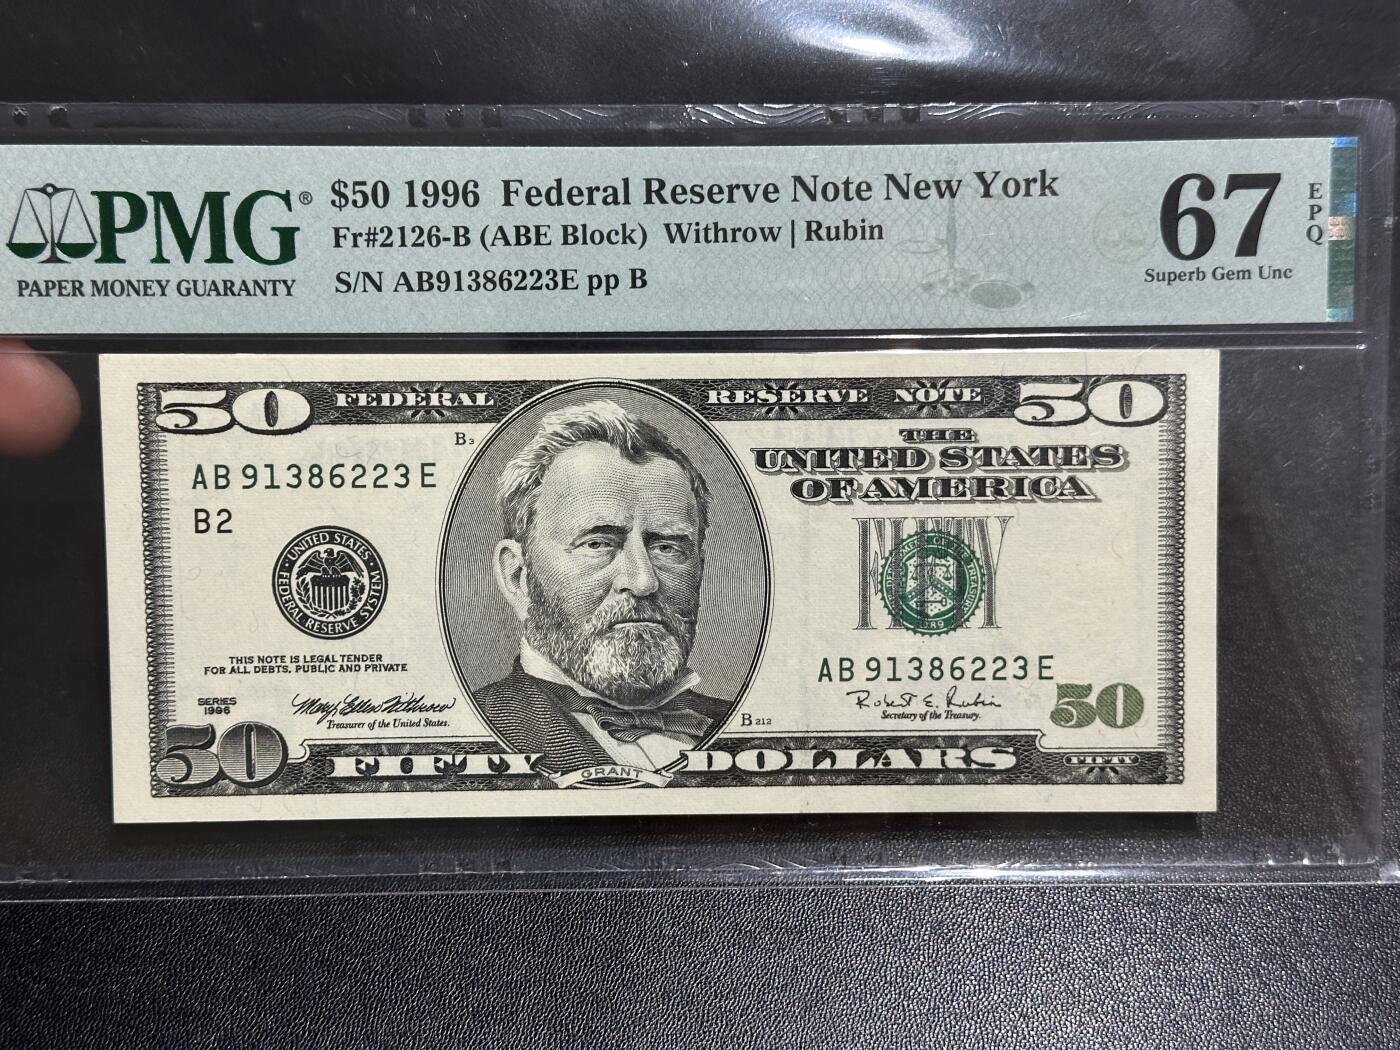 PMG®
PAPER MONEY GUARANTY
$50 1996 Federal Reserve Note New York
Fr#2126-B (ABE Block) Withrow | Rubin
S/N AB91386223E pp B
67
EPQ
Superb Gem Unc
50
FEDERAL
RESERVE NOTE
50
B3
THE
UNITED STATES
OF AMERICA
AB 91386223 E
B2
UNITED STATES
FEDERAL RESERVE SYSTEM
FIFTY
THIS NOTE IS LEGAL TENDER
FOR ALL DEBTS, PUBLIC AND PRIVATE
AB 91386223 E
SERIES
1996
Mary Ellen Withrow
Treasurer of the United States.
B 212
Robert E. Rubin
Secretary of the Treasury.
50
50
FIFTY
GRANT
DOLLARS
FIFTY